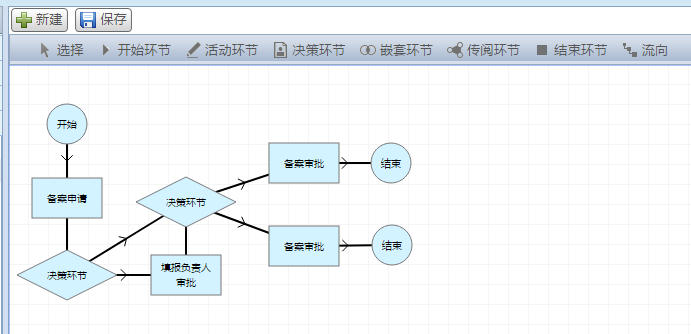 新建 保存
选择 开始环节 活动环节 决策环节 嵌套环节 传阅环节 结束环节 流向
开始
备案申请
决策环节
决策环节
填报负责人
审批
备案审批
结束
备案审批
结束